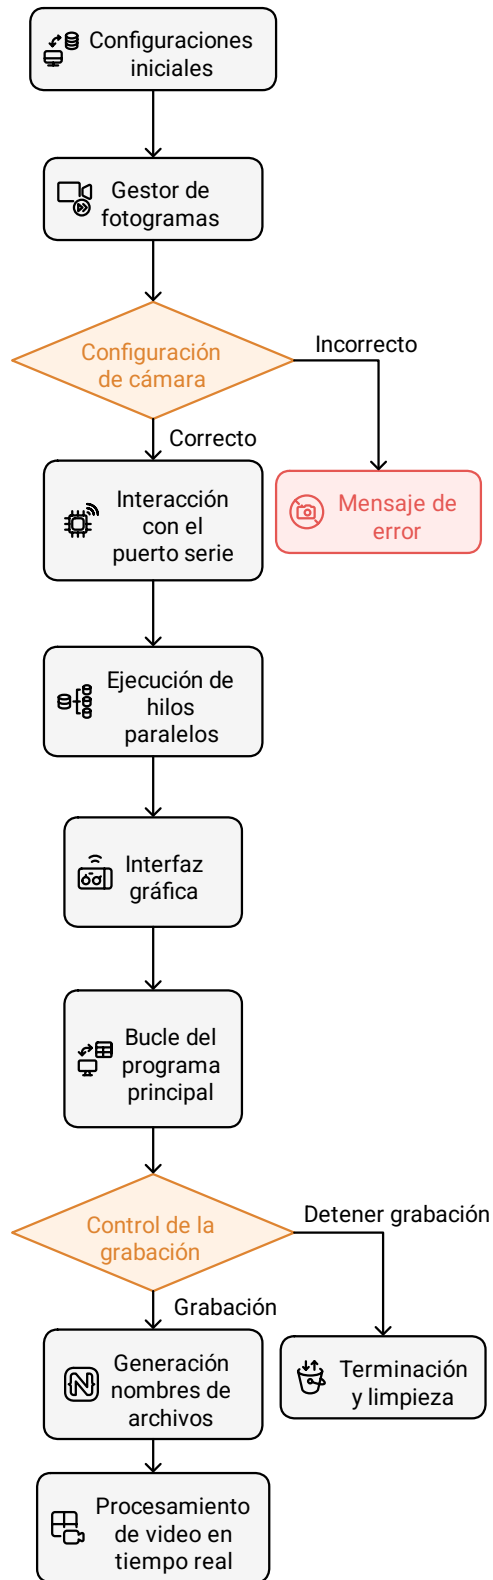 Configuraciones
iniciales
Gestor de
fotogramas
Configuración
de cámara
Incorrecto
Correcto
Mensaje de
error
Interacción
con el
puerto serie
Ejecución de
hilos
paralelos
Interfaz
gráfica
Bucle del
programa
principal
Control de la
grabación
Detener grabación
Grabación
Terminación
y limpieza
Generación
nombres de
archivos
Procesamiento
de video en
tiempo real